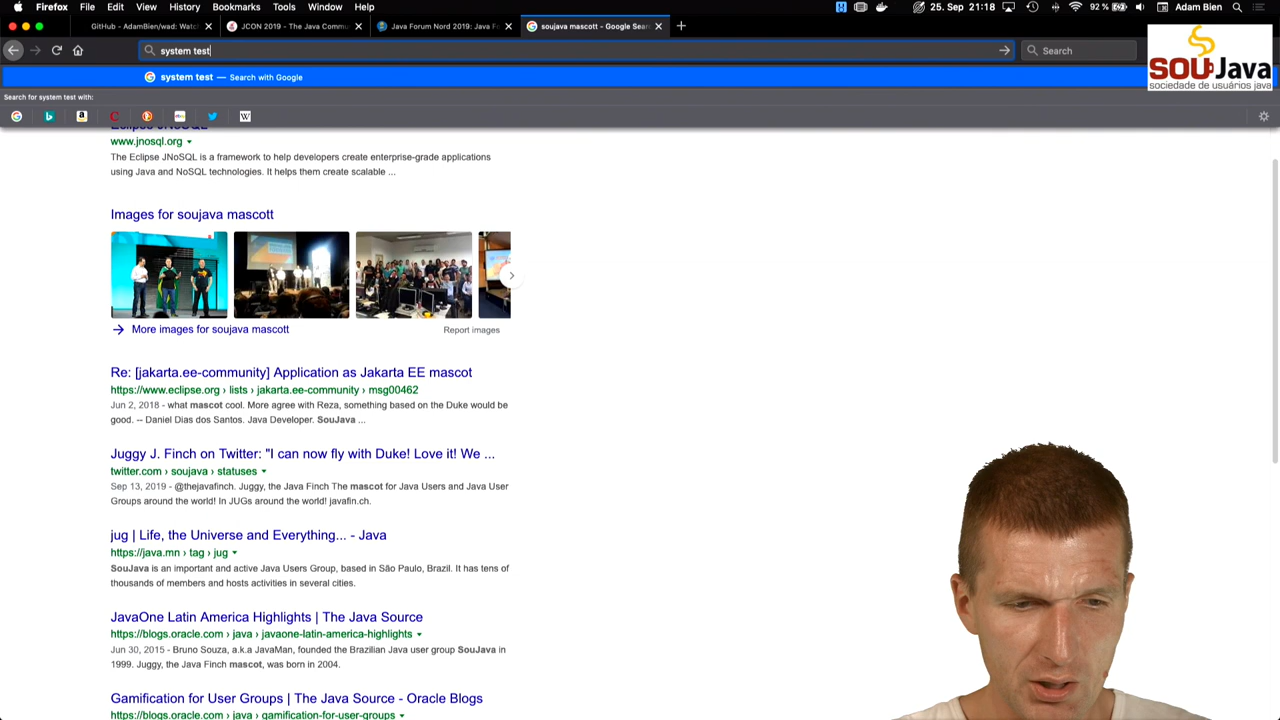 Firefox File Edit View History Bookmarks Tools Window Help
92% 25. Sep 21:18 Adam Bien
GitHub - AdamBien/wad: Watc
JCON 2019 - The Java Commu
Java Forum Nord 2019: Java F
soujava mascott - Google Sear
system test
Search
system test — Search with Google
Search for system test with:
SOUJava
sociedade de usuários java
Eclipse JNoSQL
www.jnosql.org
The Eclipse JNoSQL is a framework to help developers create enterprise-grade applications
using Java and NoSQL technologies. It helps them create scalable ...
Images for soujava mascott
More images for soujava mascott
Report images
Re: [jakarta.ee-community] Application as Jakarta EE mascot
https://www.eclipse.org › lists › jakarta.ee-community › msg00462
Jun 2, 2018 - what mascot cool. More agree with Reza, something based on the Duke would be
good. -- Daniel Dias dos Santos. Java Developer. SouJava ...
Juggy J. Finch on Twitter: "I can now fly with Duke! Love it! We ...
twitter.com › soujava › statuses
Sep 13, 2019 - @thejavafinch. Juggy, the Java Finch The mascot for Java Users and Java User
Groups around the world! In JUGs around the world! javafin.ch.
jug | Life, the Universe and Everything... - Java
https://java.mn › tag › jug
SouJava is an important and active Java Users Group, based in São Paulo, Brazil. It has tens of
thousands of members and hosts activities in several cities.
JavaOne Latin America Highlights | The Java Source
https://blogs.oracle.com › java › javaone-latin-america-highlights
Jun 30, 2015 - Bruno Souza, a.k.a JavaMan, founded the Brazilian Java user group SouJava in
1999. Juggy, the Java Finch mascot, was born in 2004.
Gamification for User Groups | The Java Source - Oracle Blogs
https://blogs.oracle.com › java › gamification-for-user-groups